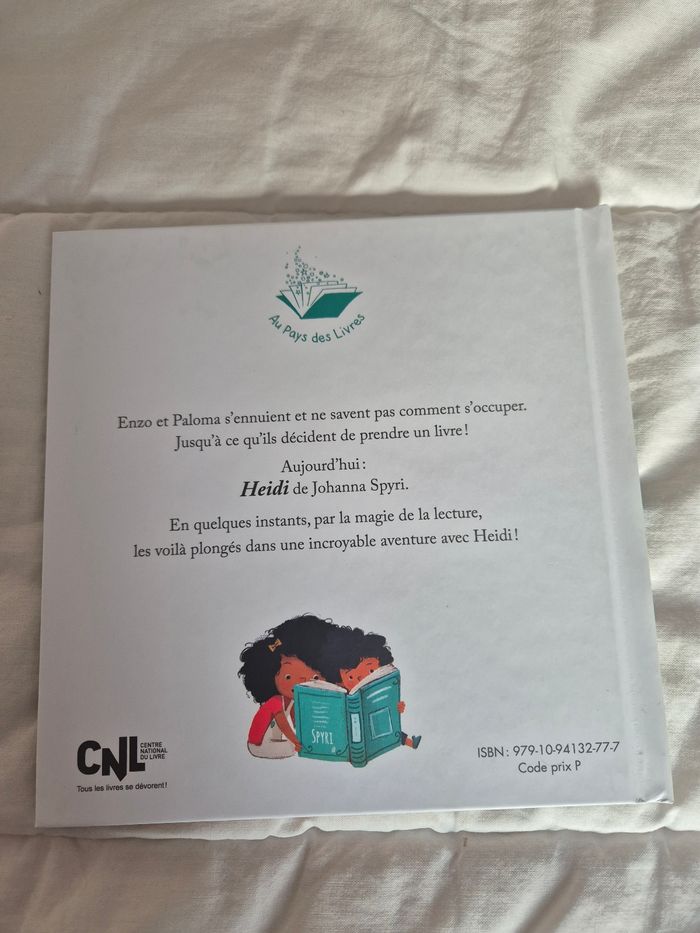 Au Pays des Livres
Enzo et Paloma s'ennuient et ne savent pas comment s'occuper.
Jusqu'à ce qu'ils décident de prendre un livre !
Aujourd'hui :
Heidi de Johanna Spyri.
En quelques instants, par la magie de la lecture,
les voilà plongés dans une incroyable aventure avec Heidi !
SPYRI
CNL CENTRE
NATIONAL
DU LIVRE
Tous les livres se dévorent !
ISBN : 979-10-94132-77-7
Code prix P